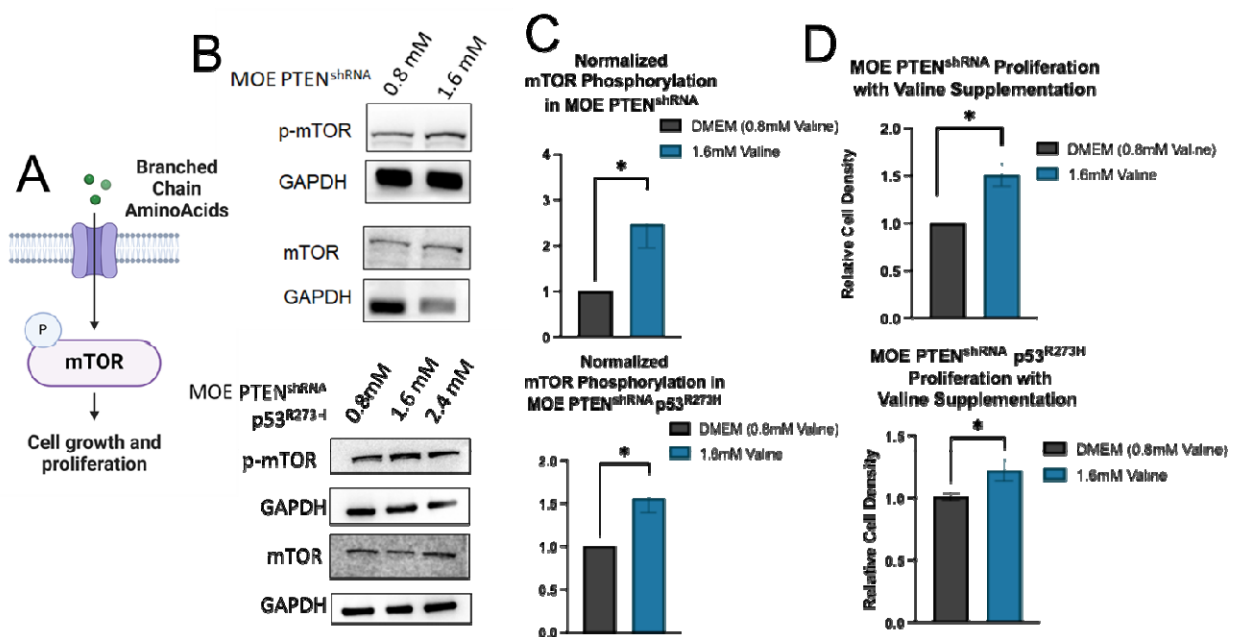 A
Branched
Chain
AminoAcids
P
mTOR
Cell growth and
proliferation
B
MOE PTEN^shRNA
0.8 mM
1.6 mM
p-mTOR
GAPDH
mTOR
GAPDH
MOE PTEN^shRNA
p53^R273H
0.8mM
1.6 mM
2.4 mM
p-mTOR
GAPDH
mTOR
GAPDH
C
Normalized
mTOR Phosphorylation
in MOE PTEN^shRNA
DMEM (0.8mM Valine)
1.6mM Valine
*
4
3
2
1
0
Normalized
mTOR Phosphorylation in
MOE PTEN^shRNA p53^R273H
DMEM (0.8mM Valine)
1.6mM Valine
*
2.0
1.5
1.0
0.5
0.0
D
MOE PTEN^shRNA Proliferation
with Valine Supplementation
DMEM (0.8mM Valine)
1.6mM Valine
*
Relative Cell Density
2.0
1.5
1.0
0.5
0.0
MOE PTEN^shRNA p53^R273H
Proliferation with
Valine Supplementation
DMEM (0.8mM Valine)
1.6mM Valine
*
Relative Cell Density
1.5
1.0
0.5
0.0